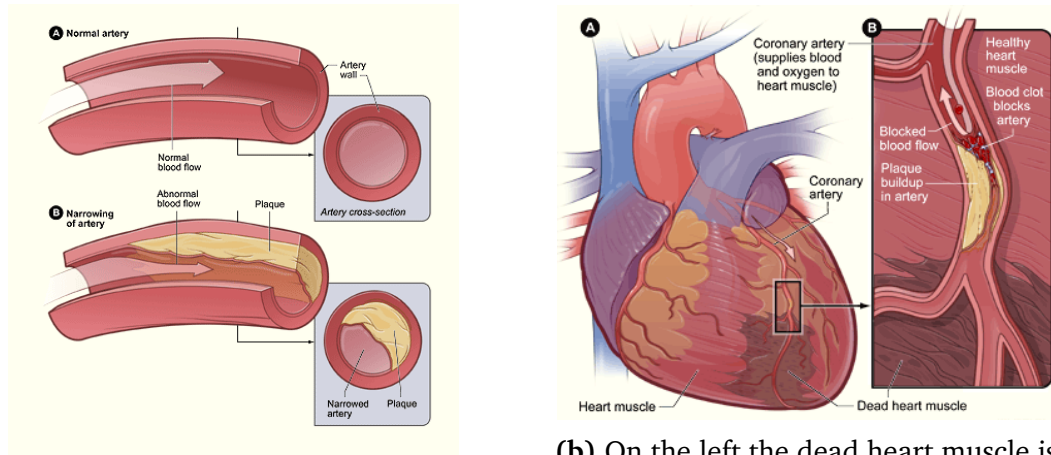 A Normal artery
Artery
wall
Normal
blood flow
Artery cross-section
Abnormal
blood flow
Plaque
B Narrowing
of artery
Narrowed
artery
Plaque
A
Coronary artery
(supplies blood
and oxygen to
heart muscle)
Coronary
artery
Heart muscle
Dead heart muscle
B
Healthy
heart
muscle
Blood clot
blocks
artery
Blocked
blood flow
Plaque
buildup
in artery
(b) On the left the dead heart muscle is